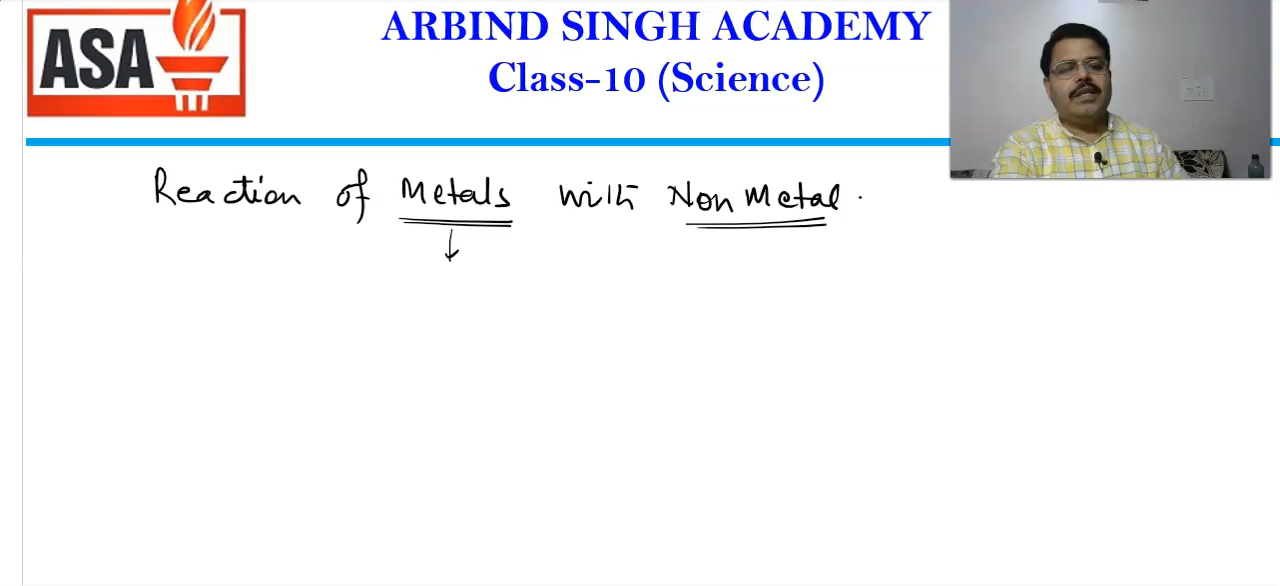 ASA
ARBIND SINGH ACADEMY
Class-10 (Science)
Reaction of Metals with Non Metal.